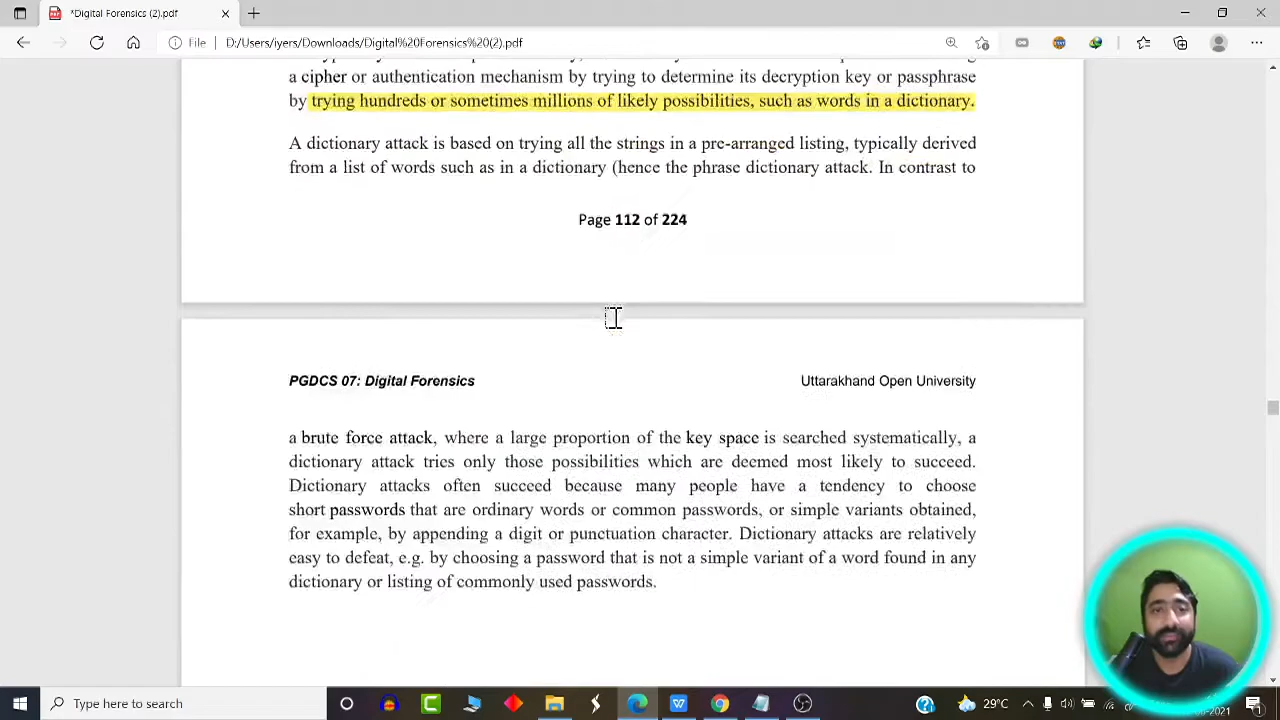 *Digital Forensics (2).pdf
File
D:/Users/iyers/Downloads/Digital%20Forensics%20(2).pdf
a cipher or authentication mechanism by trying to determine its decryption key or passphrase
by trying hundreds or sometimes millions of likely possibilities, such as words in a dictionary.
A dictionary attack is based on trying all the strings in a pre-arranged listing, typically derived
from a list of words such as in a dictionary (hence the phrase dictionary attack. In contrast to
Page 112 of 224
PGDCS 07: Digital Forensics
Uttarakhand Open University
a brute force attack, where a large proportion of the key space is searched systematically, a
dictionary attack tries only those possibilities which are deemed most likely to succeed.
Dictionary attacks often succeed because many people have a tendency to choose
short passwords that are ordinary words or common passwords, or simple variants obtained,
for example, by appending a digit or punctuation character. Dictionary attacks are relatively
easy to defeat, e.g. by choosing a password that is not a simple variant of a word found in any
dictionary or listing of commonly used passwords.
Type here to search
29°C